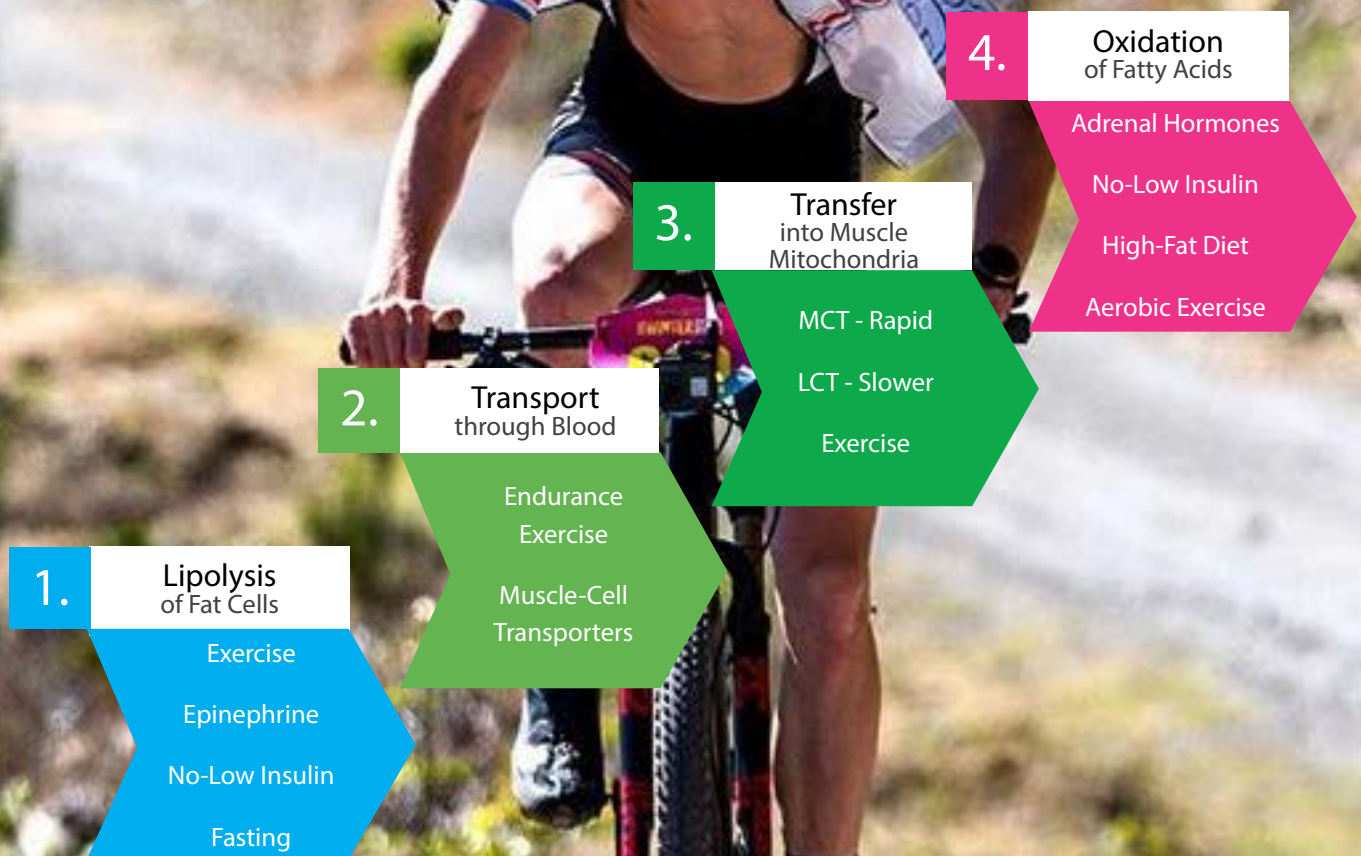 1.
Lipolysis
of Fat Cells
Exercise
Epinephrine
No-Low Insulin
Fasting
2.
Transport
through Blood
Endurance
Exercise
Muscle-Cell
Transporters
3.
Transfer
into Muscle
Mitochondria
MCT - Rapid
LCT - Slower
Exercise
4.
Oxidation
of Fatty Acids
Adrenal Hormones
No-Low Insulin
High-Fat Diet
Aerobic Exercise